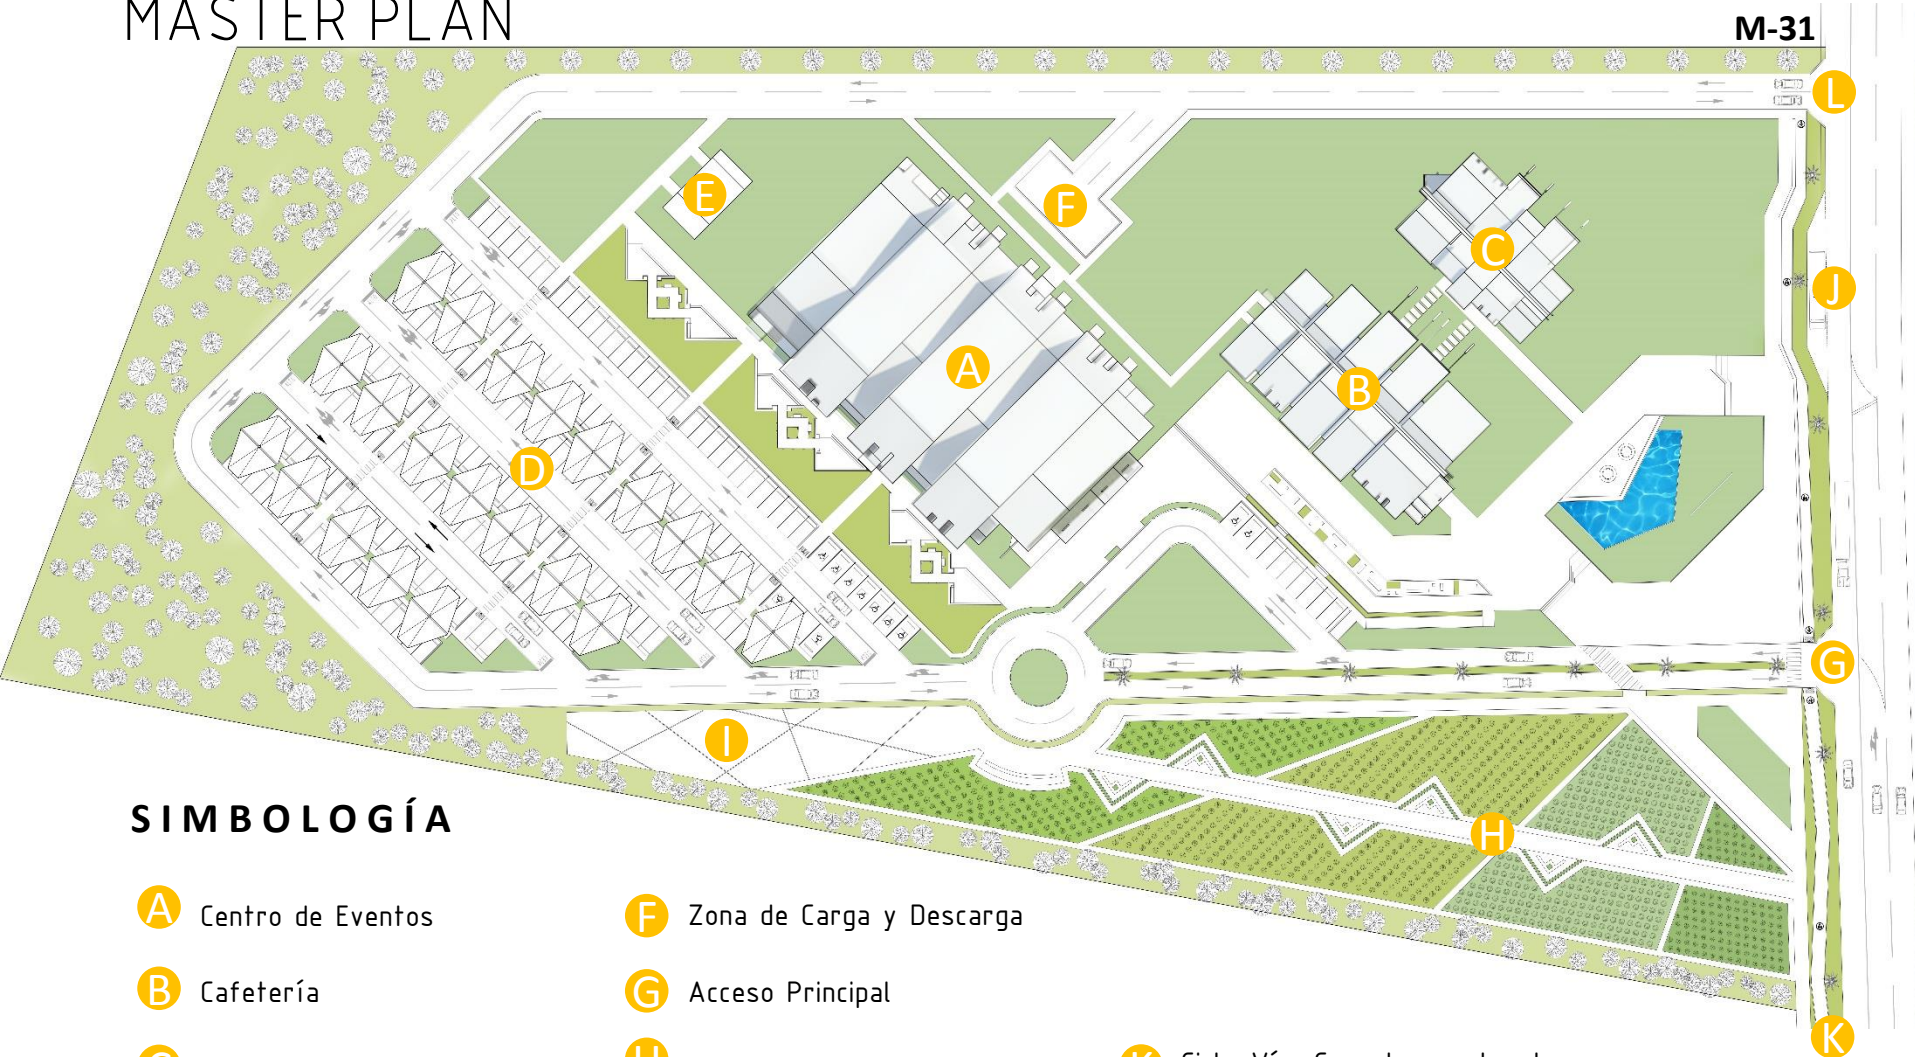 MASTER PLAN
M-31
L
E
F
C
J
A
B
D
G
I
H
K
SIMBOLOGÍA
A Centro de Eventos
F Zona de Carga y Descarga
B Cafetería
G Acceso Principal
H
K